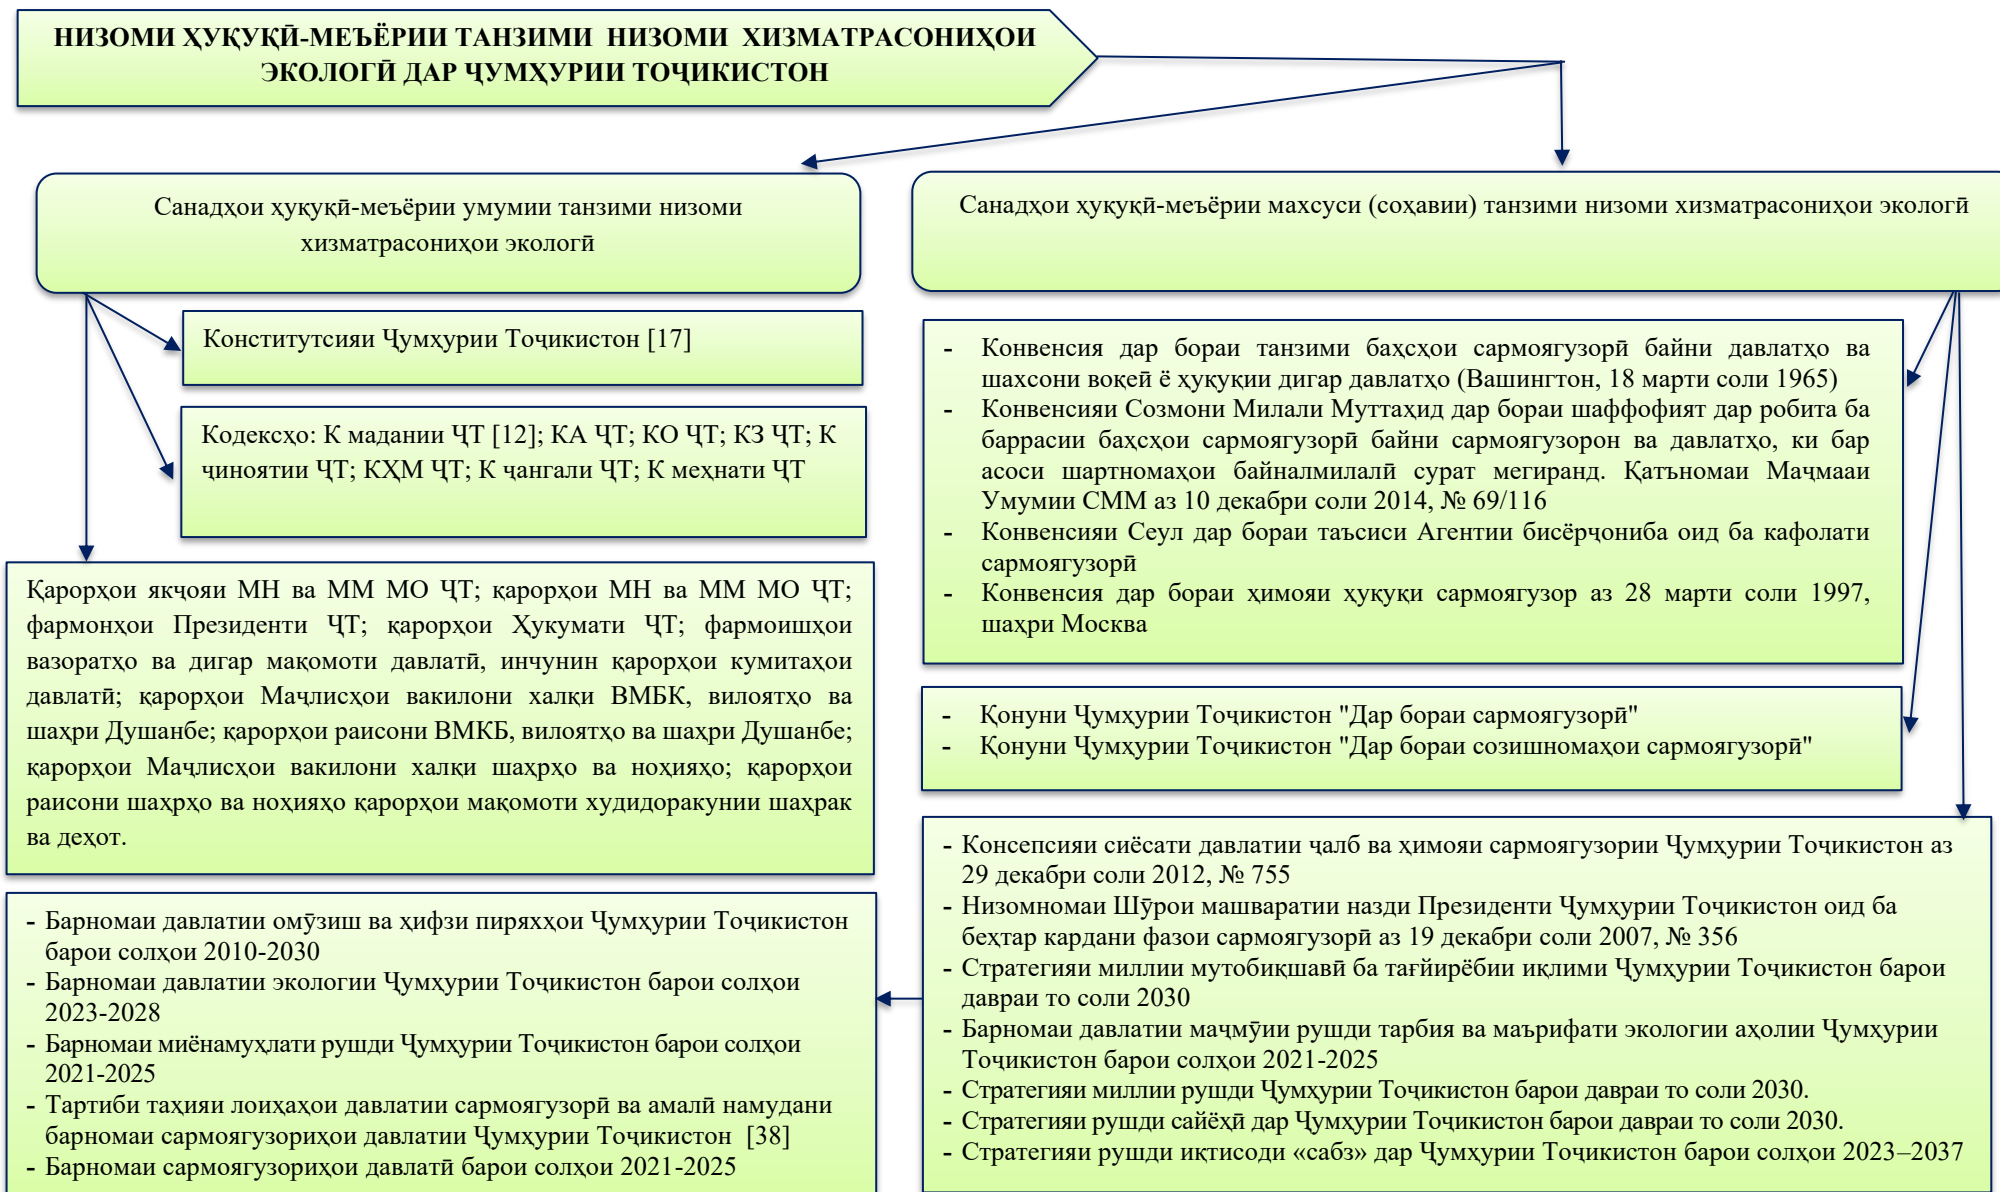 НИЗОМИ ҲУҚУҚӢ-МЕЪЁРИИ ТАНЗИМИ НИЗОМИ ХИЗМАТРАСОНИҲОИ
ЭКОЛОГӢ ДАР ҶУМҲУРИИ ТОҶИКИСТОН
Санадҳои ҳуқуқӣ-меъёрии умумии танзими низоми
хизматрасониҳои экологӣ
Конститутсияи Ҷумҳурии Тоҷикистон [17]
Кодексҳо: К мадании ҶТ [12]; КА ҶТ; КО ҶТ; КЗ ҶТ; К
ҷиноятии ҶТ; КҲМ ҶТ; К ҷангали ҶТ; К меҳнати ҶТ
Қарорҳои якҷояи МН ва ММ МО ҶТ; қарорҳои МН ва ММ МО ҶТ;
фармонҳои Президенти ҶТ; қарорҳои Ҳукумати ҶТ; фармоишҳои
вазоратҳо ва дигар мақомоти давлатӣ, инчунин қарорҳои кумитаҳои
давлатӣ; қарорҳои Маҷлисҳои вакилони халқи ВМБК, вилоятҳо ва
шаҳри Душанбе; қарорҳои раисони ВМКБ, вилоятҳо ва шаҳри Душанбе;
қарорҳои Маҷлисҳои вакилони халқи шаҳрҳо ва ноҳияҳо; қарорҳои
раисони шаҳрҳо ва ноҳияҳо қарорҳои мақомоти худидоракунии шаҳрак
ва деҳот.
- Барномаи давлатии омӯзиш ва ҳифзи пиряхҳои Ҷумҳурии Тоҷикистон
барои солҳои 2010-2030
- Барномаи давлатии экологии Ҷумҳурии Тоҷикистон барои солҳои
2023-2028
- Барномаи миёнамуҳлати рушди Ҷумҳурии Тоҷикистон барои солҳои
2021-2025
- Тартиби таҳияи лоиҳаҳои давлатии сармоягузорӣ ва амалӣ намудани
барномаи сармоягузориҳои давлатии Ҷумҳурии Тоҷикистон [38]
- Барномаи сармоягузориҳои давлатӣ барои солҳои 2021-2025
Санадҳои ҳуқуқӣ-меъёрии махсуси (соҳавии) танзими низоми хизматрасониҳои экологӣ
- Конвенсия дар бораи танзими баҳсҳои сармоягузорӣ байни давлатҳо ва
шахсони воқеӣ ё ҳуқуқии дигар давлатҳо (Вашингтон, 18 марти соли 1965)
- Конвенсияи Созмони Милали Муттаҳид дар бораи шаффофият дар робита ба
баррасии баҳсҳои сармоягузорӣ байни сармоягузорон ва давлатҳо, ки бар
асоси шартномаҳои байналмилалӣ сурат мегиранд. Қатъномаи Маҷмааи
Умумии СММ аз 10 декабри соли 2014, № 69/116
- Конвенсияи Сеул дар бораи таъсиси Агентии бисёрҷониба оид ба кафолати
сармоягузорӣ
- Конвенсия дар бораи ҳимояи ҳуқуқи сармоягузор аз 28 марти соли 1997,
шаҳри Москва
- Қонуни Ҷумҳурии Тоҷикистон "Дар бораи сармоягузорӣ"
- Қонуни Ҷумҳурии Тоҷикистон "Дар бораи созишномаҳои сармоягузорӣ"
- Консепсияи сиёсати давлатии ҷалб ва ҳимояи сармоягузории Ҷумҳурии Тоҷикистон аз
29 декабри соли 2012, № 755
- Низомномаи Шӯрои машваратии назди Президенти Ҷумҳурии Тоҷикистон оид ба
беҳтар кардани фазои сармоягузорӣ аз 19 декабри соли 2007, № 356
- Стратегияи миллии мутобиқшавӣ ба тағйирёбии иқлими Ҷумҳурии Тоҷикистон барои
давраи то соли 2030
- Барномаи давлатии маҷмӯии рушди тарбия ва маърифати экологии аҳолии Ҷумҳурии
Тоҷикистон барои солҳои 2021-2025
- Стратегияи миллии рушди Ҷумҳурии Тоҷикистон барои давраи то соли 2030.
- Стратегияи рушди сайёҳӣ дар Ҷумҳурии Тоҷикистон барои давраи то соли 2030.
- Стратегияи рушди иқтисоди «сабз» дар Ҷумҳурии Тоҷикистон барои солҳои 2023–2037